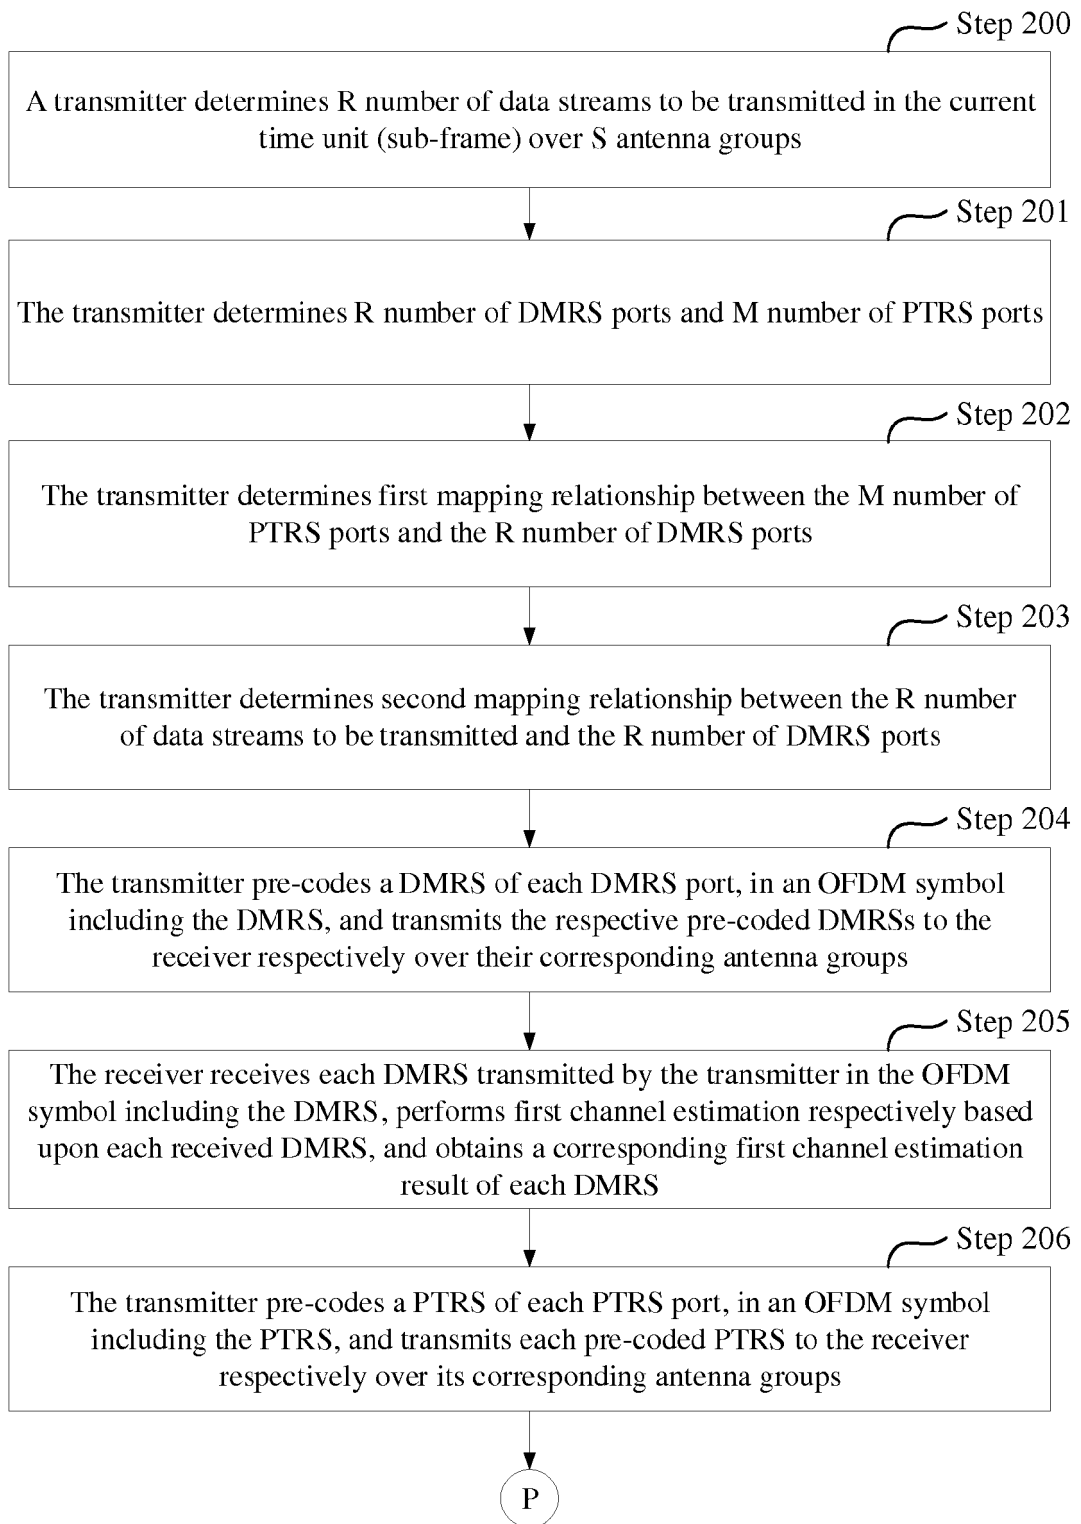 Step 200
A transmitter determines R number of data streams to be transmitted in the current
time unit (sub-frame) over S antenna groups
Step 201
The transmitter determines R number of DMRS ports and M number of PTRS ports
Step 202
The transmitter determines first mapping relationship between the M number of
PTRS ports and the R number of DMRS ports
Step 203
The transmitter determines second mapping relationship between the R number
of data streams to be transmitted and the R number of DMRS ports
Step 204
The transmitter pre-codes a DMRS of each DMRS port, in an OFDM symbol
including the DMRS, and transmits the respective pre-coded DMRSs to the
receiver respectively over their corresponding antenna groups
Step 205
The receiver receives each DMRS transmitted by the transmitter in the OFDM
symbol including the DMRS, performs first channel estimation respectively based
upon each received DMRS, and obtains a corresponding first channel estimation
result of each DMRS
Step 206
The transmitter pre-codes a PTRS of each PTRS port, in an OFDM symbol
including the PTRS, and transmits each pre-coded PTRS to the receiver
respectively over its corresponding antenna groups
P